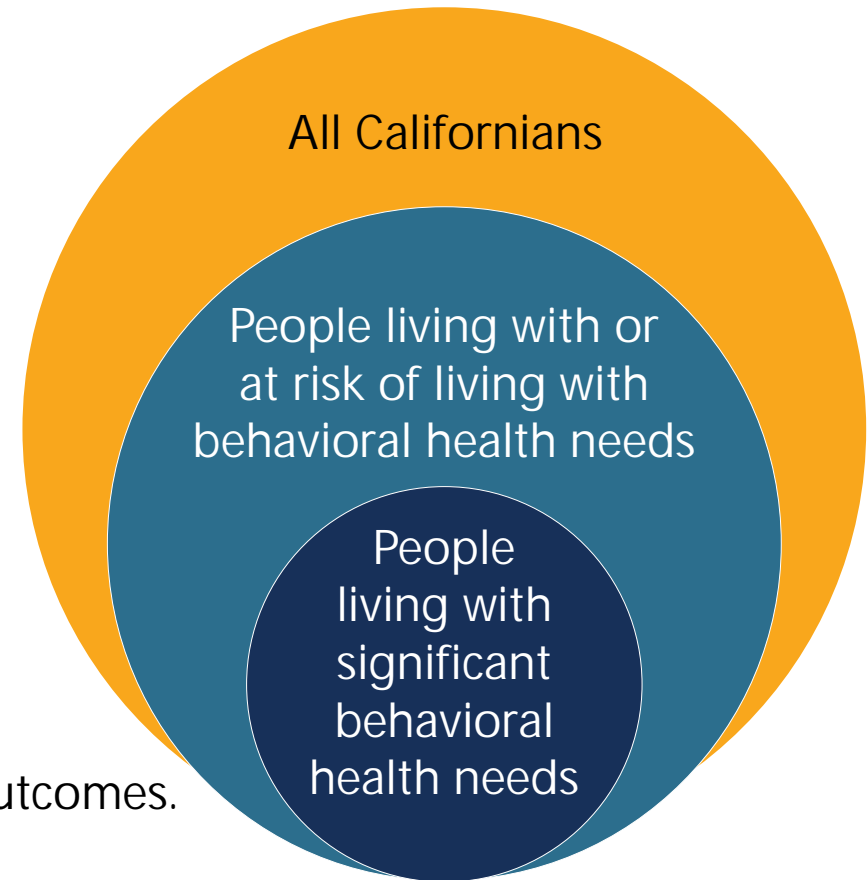 All Californians
People living with or
at risk of living with
behavioral health needs
People
living with
significant
behavioral
health needs
utcomes.